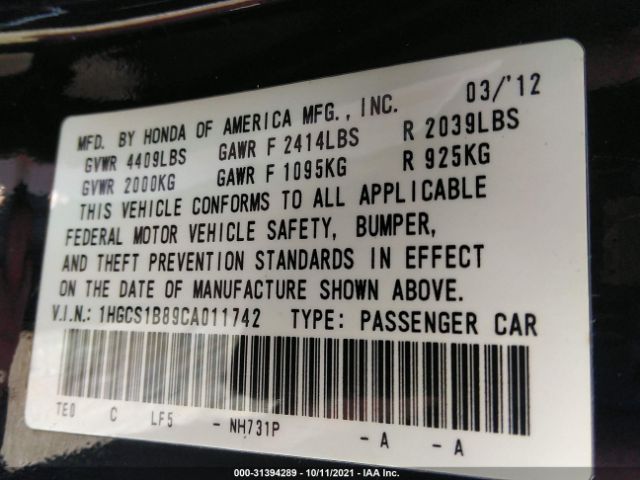 MFD. BY HONDA OF AMERICA MFG., INC. 03/'12
GVWR 4409LBS GAWR F 2414LBS R 2039LBS
GVWR 2000KG GAWR F 1095KG R 925KG
THIS VEHICLE CONFORMS TO ALL APPLICABLE
FEDERAL MOTOR VEHICLE SAFETY, BUMPER,
AND THEFT PREVENTION STANDARDS IN EFFECT
ON THE DATE OF MANUFACTURE SHOWN ABOVE.
V.I.N.: 1HGCS1B89CA011742 TYPE: PASSENGER CAR
TE0 C LF5 - NH731P - A - A
000-31394289 - 10/11/2021 - IAA Inc.